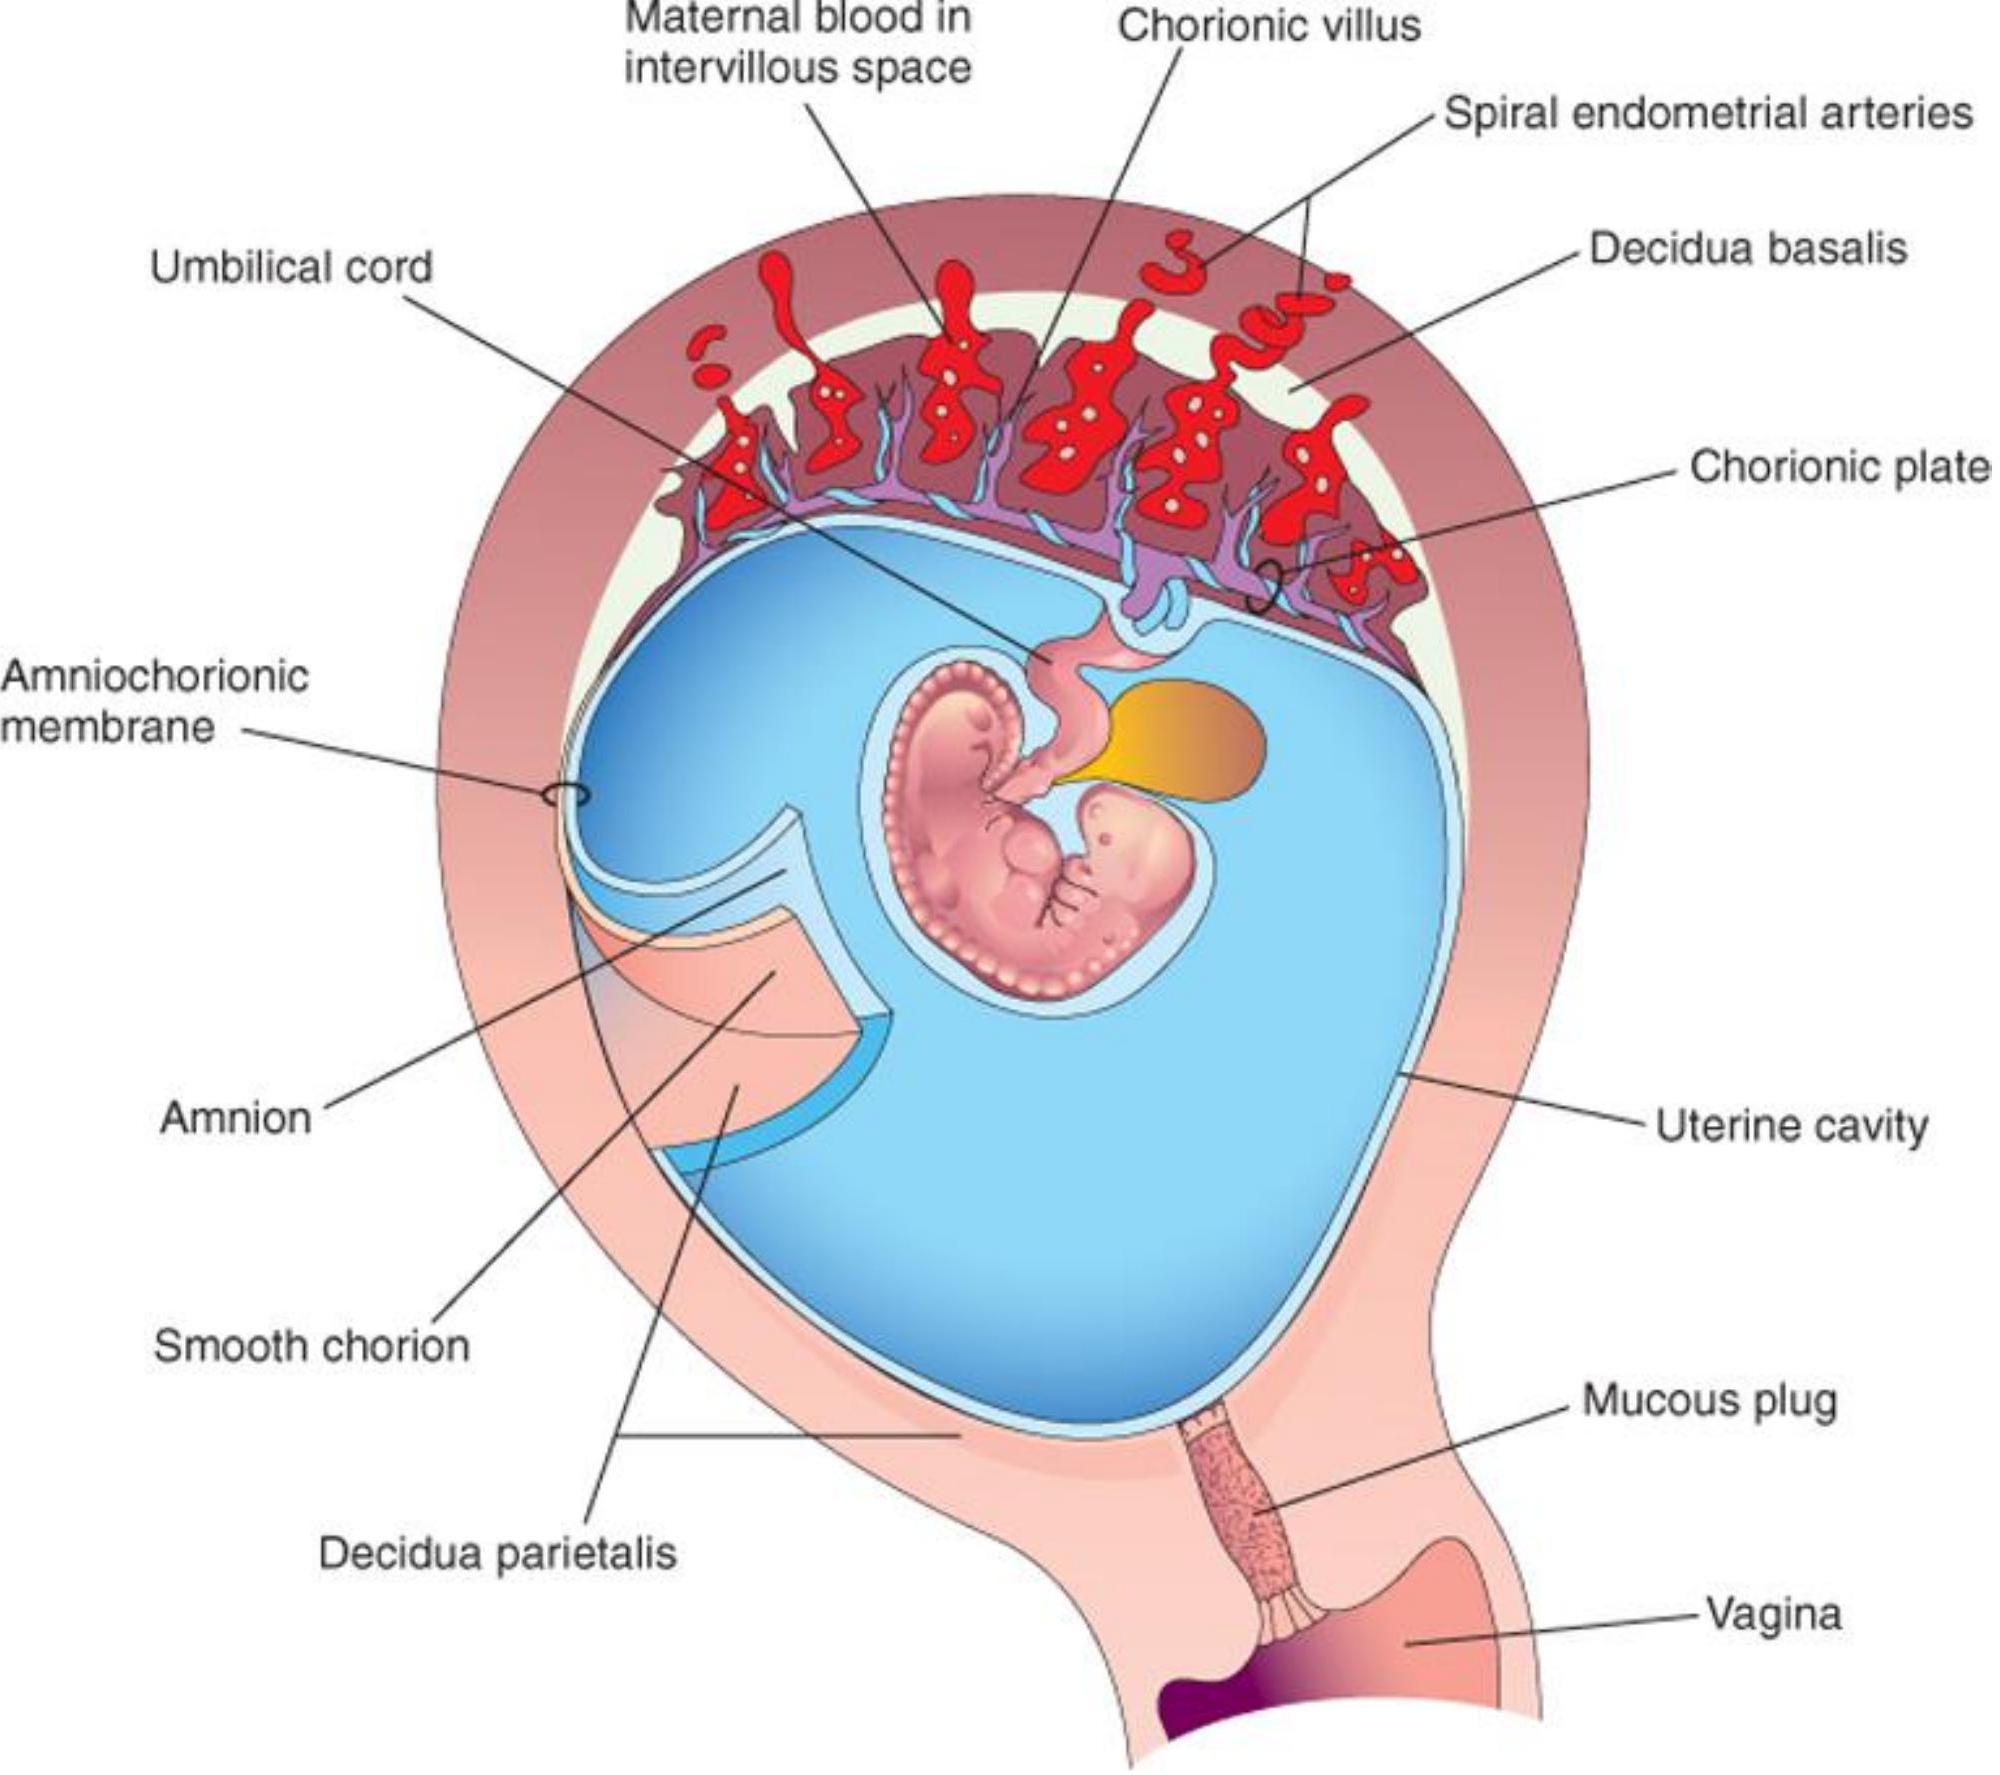 Maternal blood in
intervillous space
Chorionic villus
Spiral endometrial arteries
Decidua basalis
Umbilical cord
Chorionic plate
Amniochorionic
membrane
Amnion
Uterine cavity
Smooth chorion
Mucous plug
Decidua parietalis
Vagina